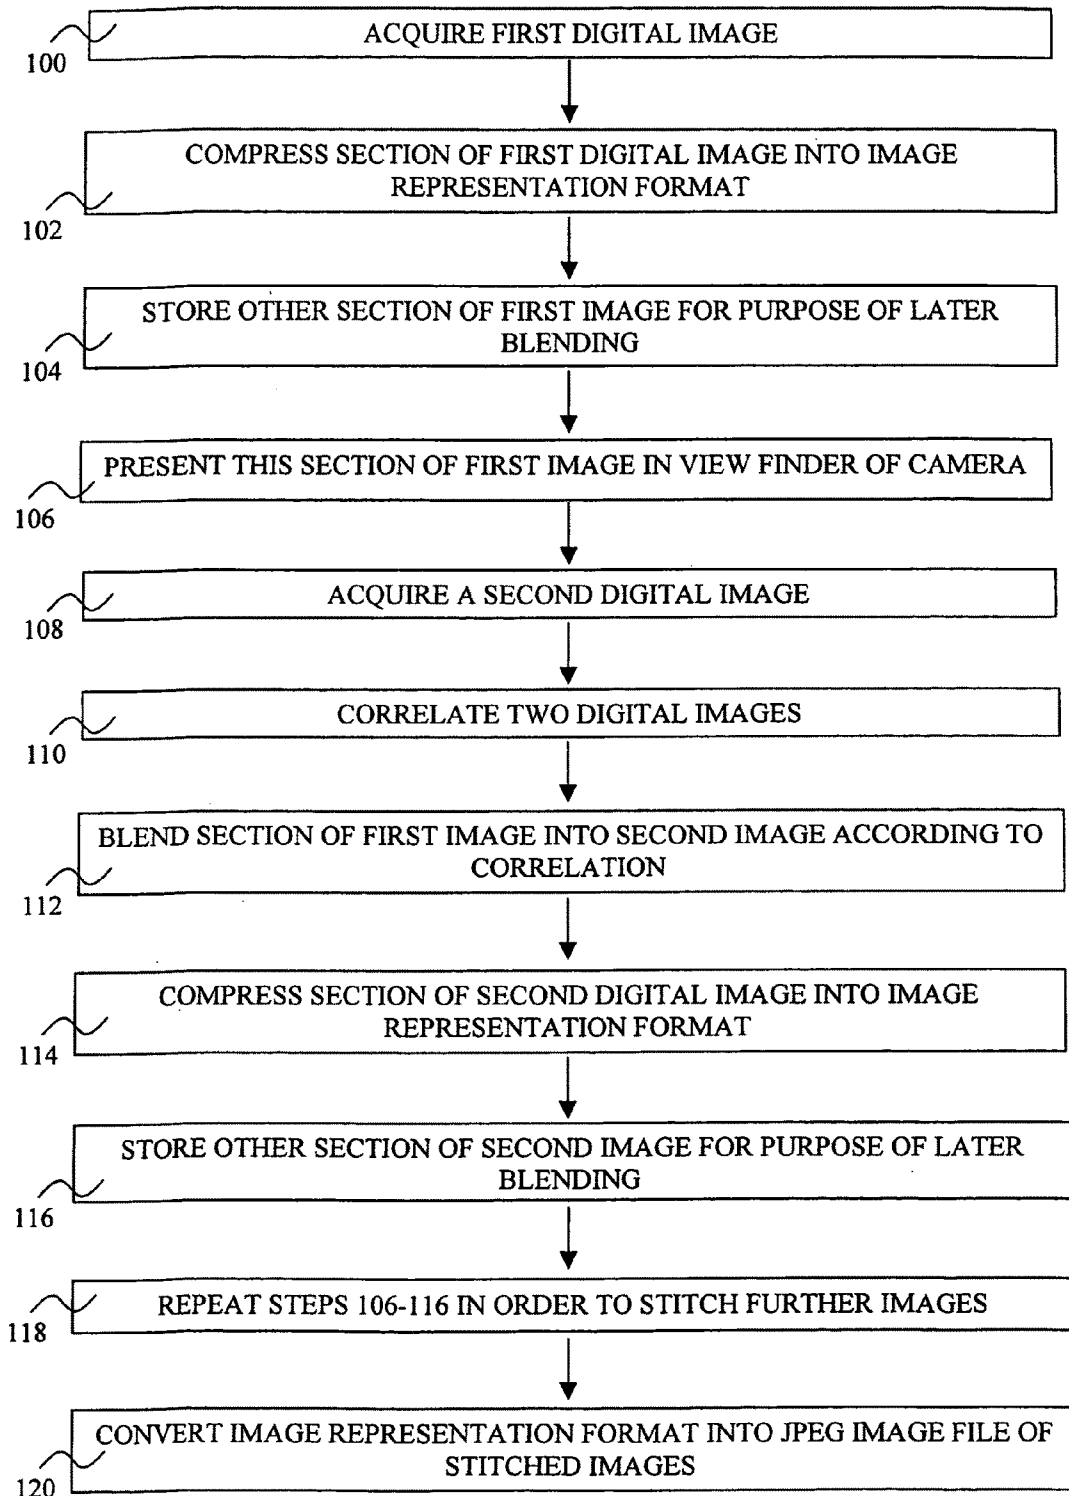 ACQUIRE FIRST DIGITAL IMAGE
100
COMPRESS SECTION OF FIRST DIGITAL IMAGE INTO IMAGE
REPRESENTATION FORMAT
102
STORE OTHER SECTION OF FIRST IMAGE FOR PURPOSE OF LATER
BLENDING
104
PRESENT THIS SECTION OF FIRST IMAGE IN VIEW FINDER OF CAMERA
106
ACQUIRE A SECOND DIGITAL IMAGE
108
CORRELATE TWO DIGITAL IMAGES
110
BLEND SECTION OF FIRST IMAGE INTO SECOND IMAGE ACCORDING TO
CORRELATION
112
COMPRESS SECTION OF SECOND DIGITAL IMAGE INTO IMAGE
REPRESENTATION FORMAT
114
STORE OTHER SECTION OF SECOND IMAGE FOR PURPOSE OF LATER
BLENDING
116
REPEAT STEPS 106-116 IN ORDER TO STITCH FURTHER IMAGES
118
CONVERT IMAGE REPRESENTATION FORMAT INTO JPEG IMAGE FILE OF
STITCHED IMAGES
120